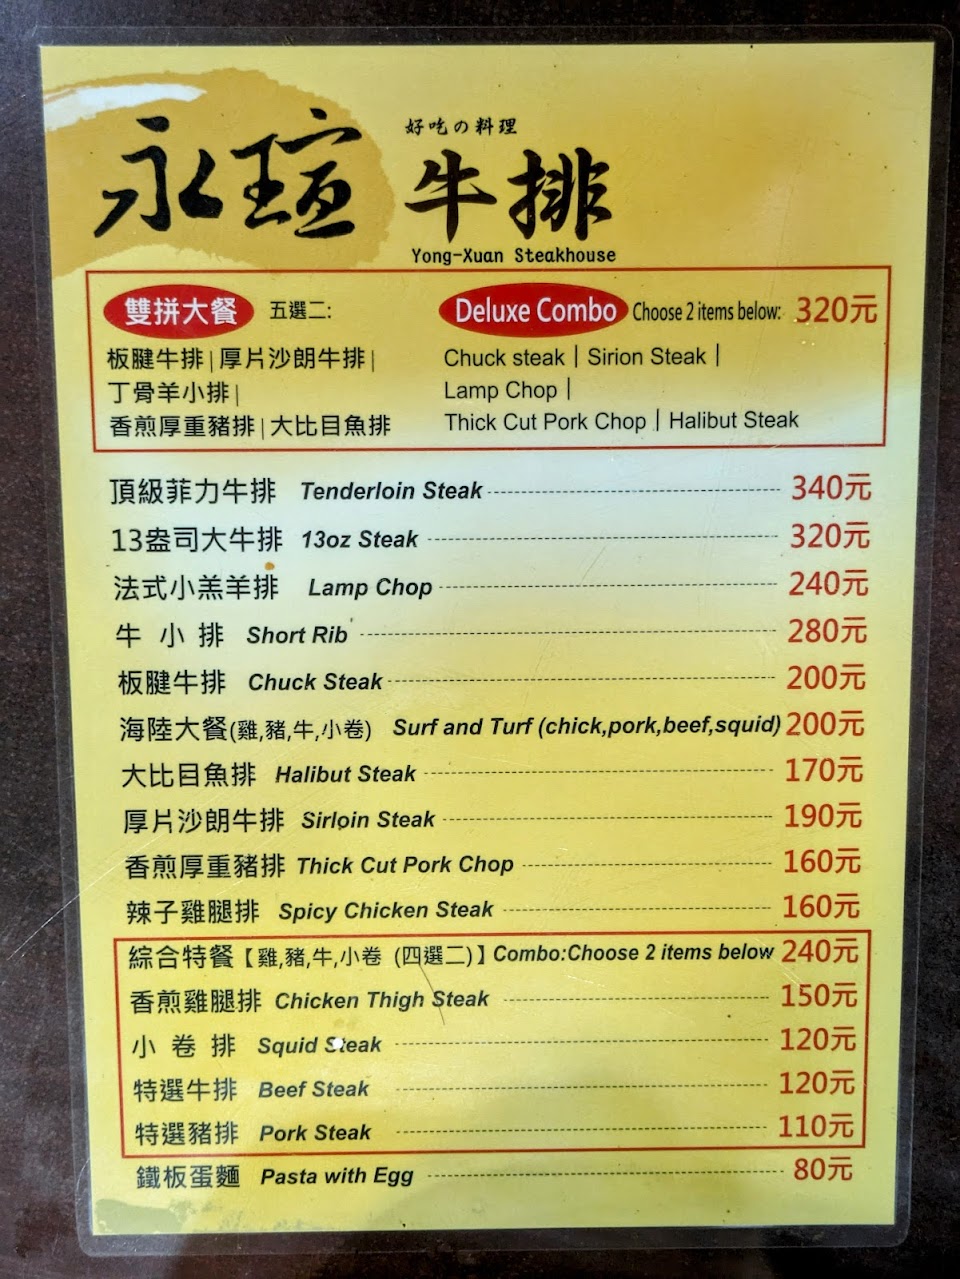 永瑄
好吃の料理
牛排
Yong-Xuan Steakhouse
雙拼大餐 五選二: Deluxe Combo Choose 2 items below: 320元
板腱牛排|厚片沙朗牛排| Chuck steak | Sirion Steak |
丁骨羊小排| Lamp Chop |
香煎厚重豬排|大比目魚排 Thick Cut Pork Chop | Halibut Steak
頂級菲力牛排 Tenderloin Steak 340元
13盎司大牛排 13oz Steak 320元
法式小羔羊排 Lamp Chop 240元
牛小排 Short Rib 280元
板腱牛排 Chuck Steak 200元
海陸大餐(雞,豬,牛,小卷) Surf and Turf (chick,pork,beef,squid) 200元
大比目魚排 Halibut Steak 170元
厚片沙朗牛排 Sirloin Steak 190元
香煎厚重豬排 Thick Cut Pork Chop 160元
辣子雞腿排 Spicy Chicken Steak 160元
綜合特餐【雞,豬,牛,小卷 (四選二)】Combo:Choose 2 items below 240元
香煎雞腿排 Chicken Thigh Steak 150元
小卷排 Squid Steak 120元
特選牛排 Beef Steak 120元
特選豬排 Pork Steak 110元
鐵板蛋麵 Pasta with Egg 80元